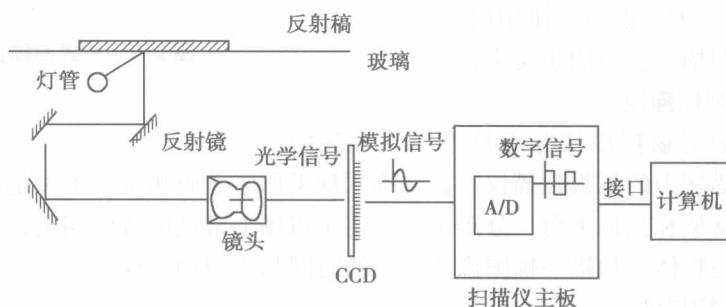 反射稿
玻璃
灯管
反射镜
光学信号
模拟信号
数字信号
A/D
接口
计算机
镜头
CCD
扫描仪主板